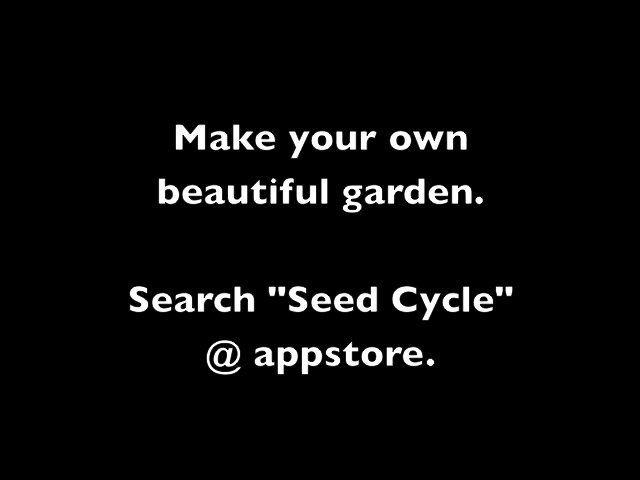 Make your own
beautiful garden.
Search "Seed Cycle"
@ appstore.